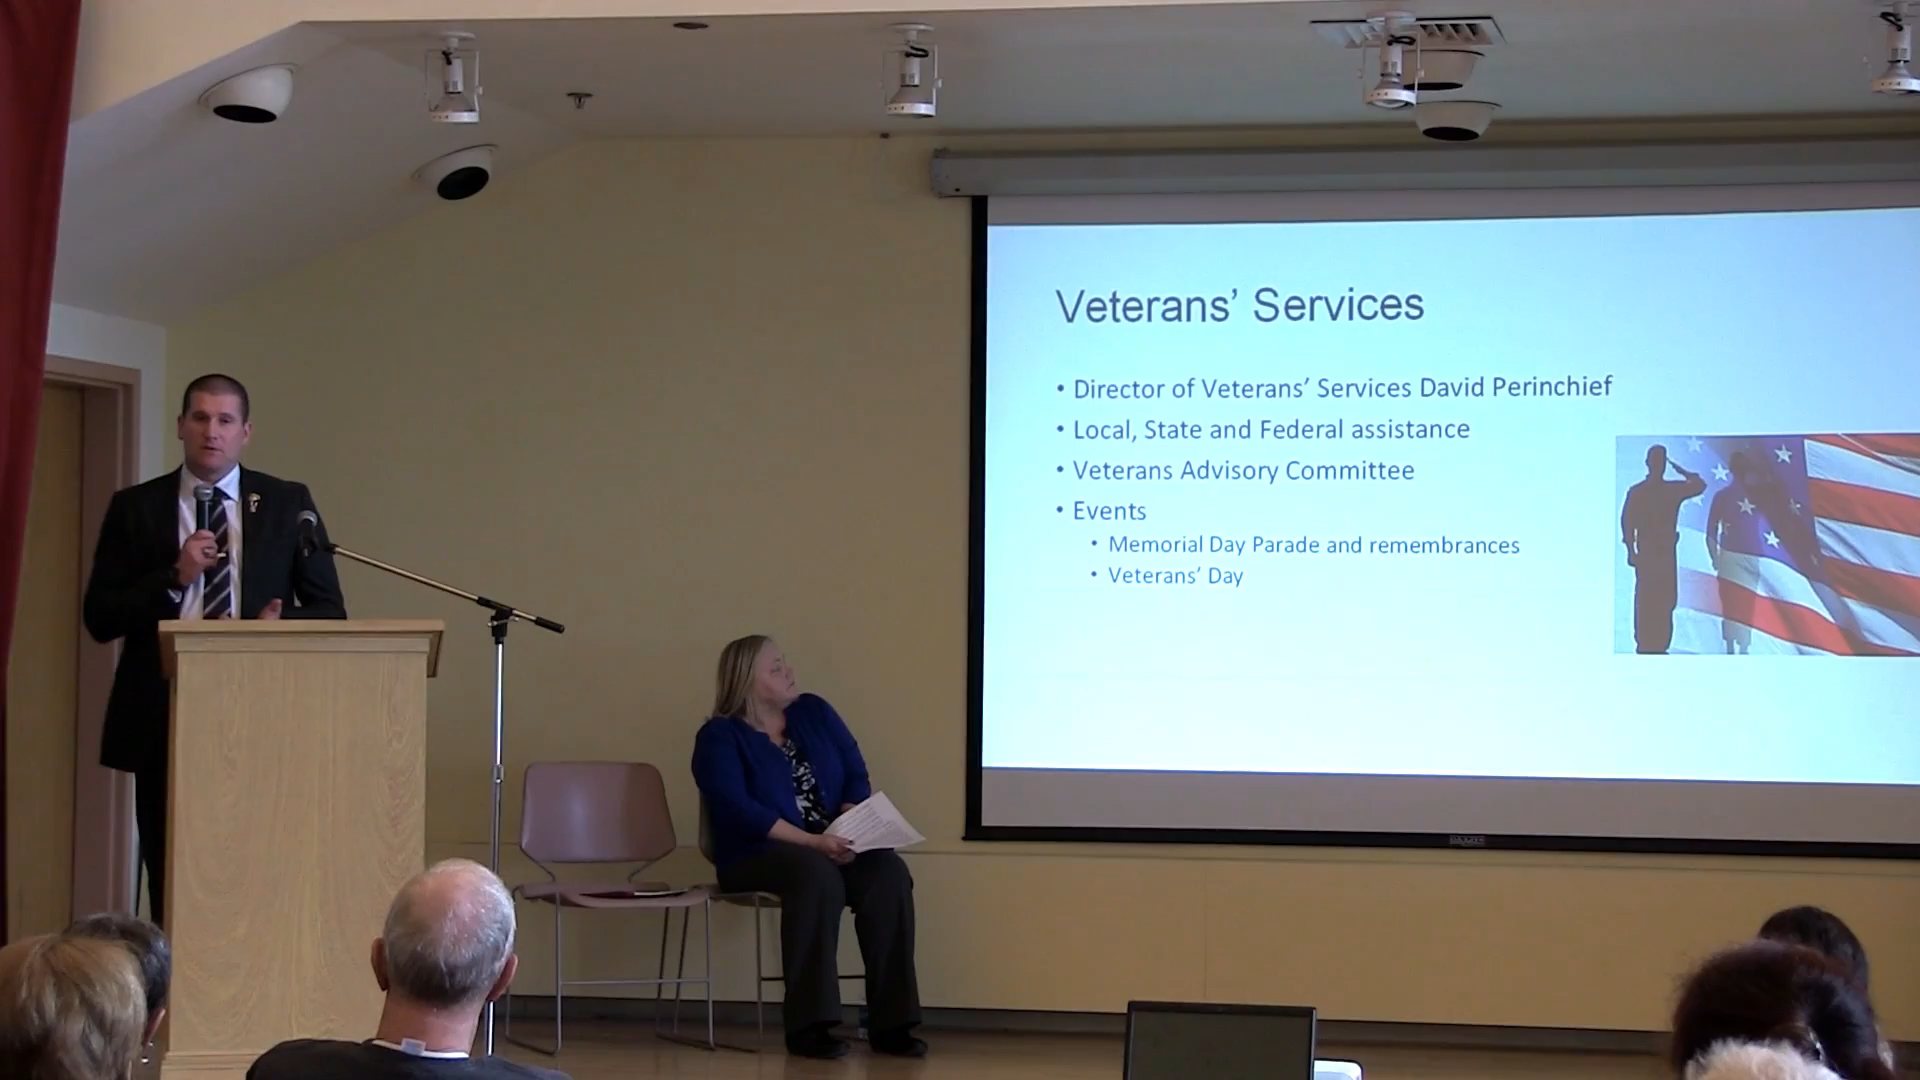 Veterans’ Services
• Director of Veterans’ Services David Perinchief
• Local, State and Federal assistance
• Veterans Advisory Committee
• Events
• Memorial Day Parade and remembrances
• Veterans’ Day